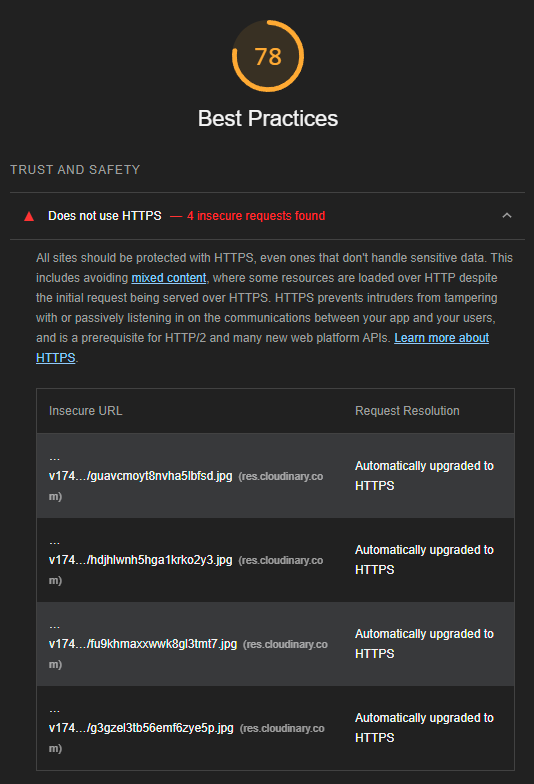 78
Best Practices
TRUST AND SAFETY
Does not use HTTPS — 4 insecure requests found
All sites should be protected with HTTPS, even ones that don't handle sensitive data. This
includes avoiding mixed content, where some resources are loaded over HTTP despite
the initial request being served over HTTPS. HTTPS prevents intruders from tampering
with or passively listening in on the communications between your app and your users,
and is a prerequisite for HTTP/2 and many new web platform APIs. Learn more about
HTTPS.
Insecure URL Request Resolution
…
v174…/guavcmoyt8nvha5lbfsd.jpg (res.cloudinary.co
m)
Automatically upgraded to
HTTPS
…
v174…/hdjhlwnh5hga1krko2y3.jpg (res.cloudinary.co
m)
Automatically upgraded to
HTTPS
…
v174…/fu9khmaxxwwk8gl3tmt7.jpg (res.cloudinary.co
m)
Automatically upgraded to
HTTPS
…
v174…/g3gzel3tb56emf6zye5p.jpg (res.cloudinary.co
m)
Automatically upgraded to
HTTPS